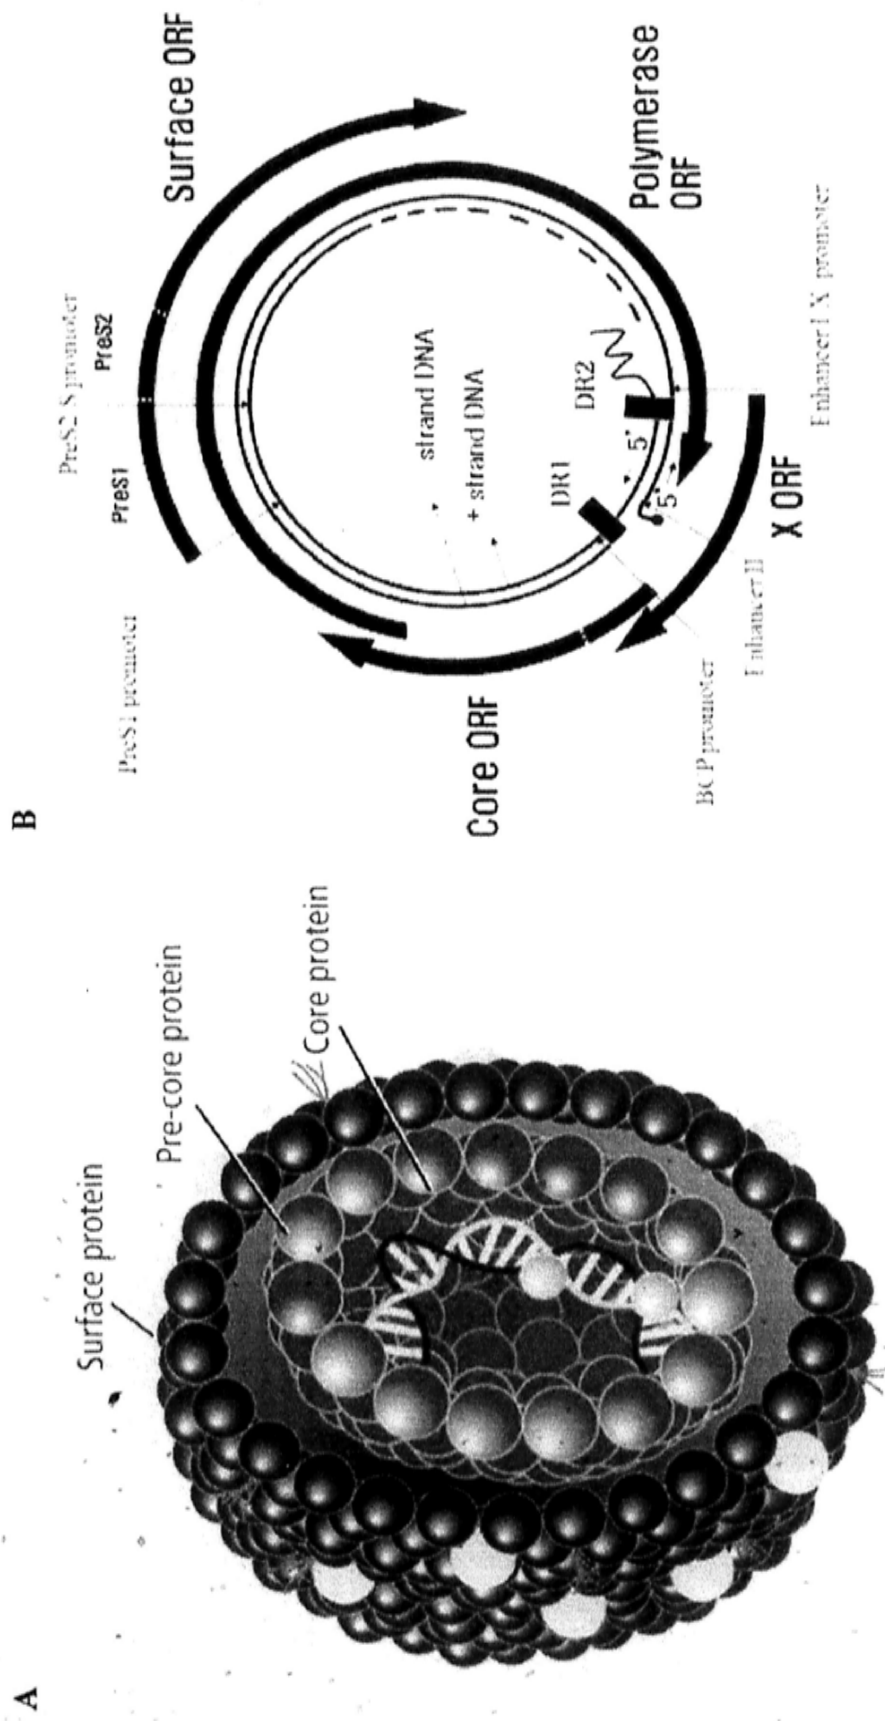 A
Surface protein
Pre-core protein
Core protein
B
PreS1 promoter
PreS2 S promoter
PreS1
PreS2
Surface ORF
strand DNA
+ strand DNA
DR1
DR2
5'
5'
Core ORF
Polymerase
ORF
X ORF
BCP promoter
Enhancer II
Enhancer I X promoter